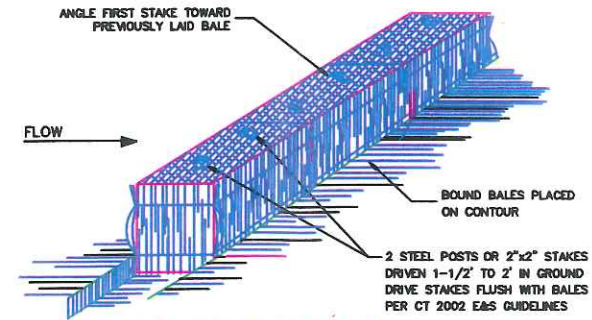 ANGLE FIRST STAKE TOWARD
PREVIOUSLY LAID BALE
FLOW
BOUND BALES PLACED
ON CONTOUR
2 STEEL POSTS OR 2"x2" STAKES
DRIVEN 1-1/2' TO 2' IN GROUND
DRIVE STAKES FLUSH WITH BALES
PER CT 2002 E&S GUIDELINES